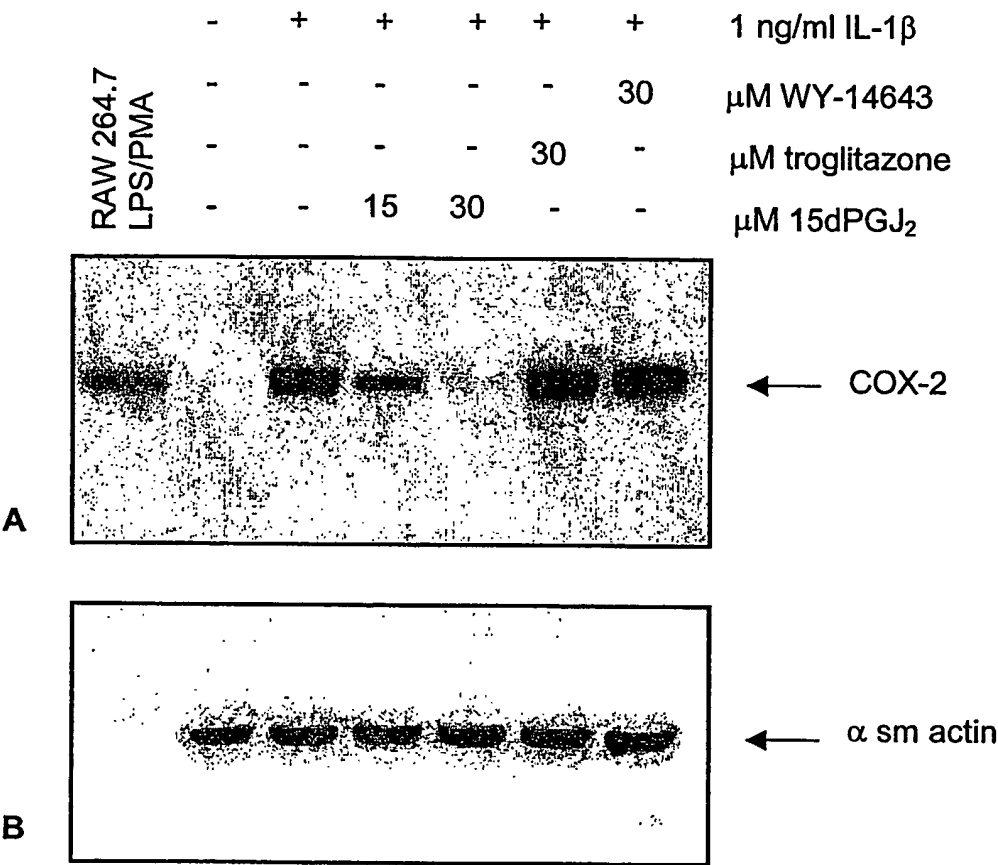 - + + + + + 1 ng/ml IL-1β
- - - - - 30 μM WY-14643
- - - - 30 - μM troglitazone
- - 15 30 - - μM 15dPGJ₂
RAW 264.7
LPS/PMA
COX-2
A
α sm actin
B